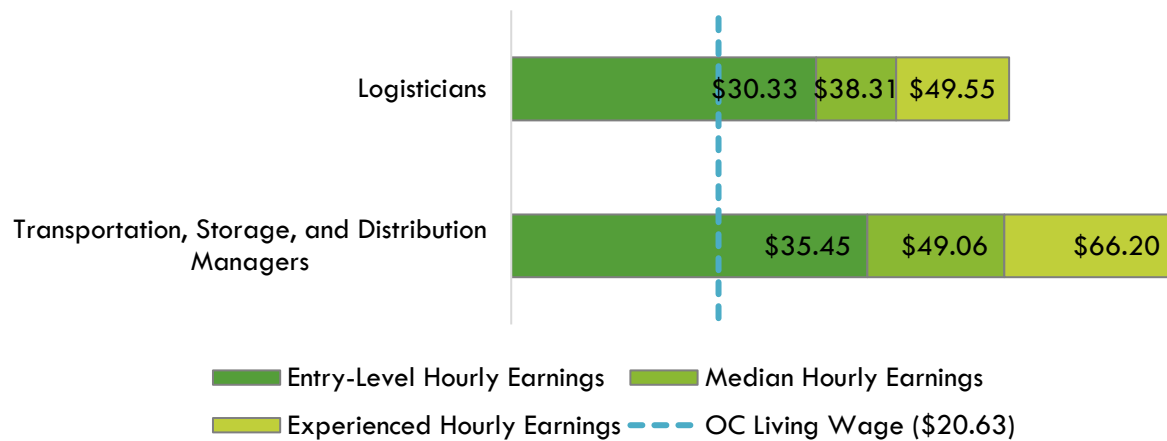 Logisticians
$30.33 $38.31 $49.55
Transportation, Storage, and Distribution
Managers
$35.45 $49.06 $66.20
Entry-Level Hourly Earnings Median Hourly Earnings
Experienced Hourly Earnings OC Living Wage ($20.63)